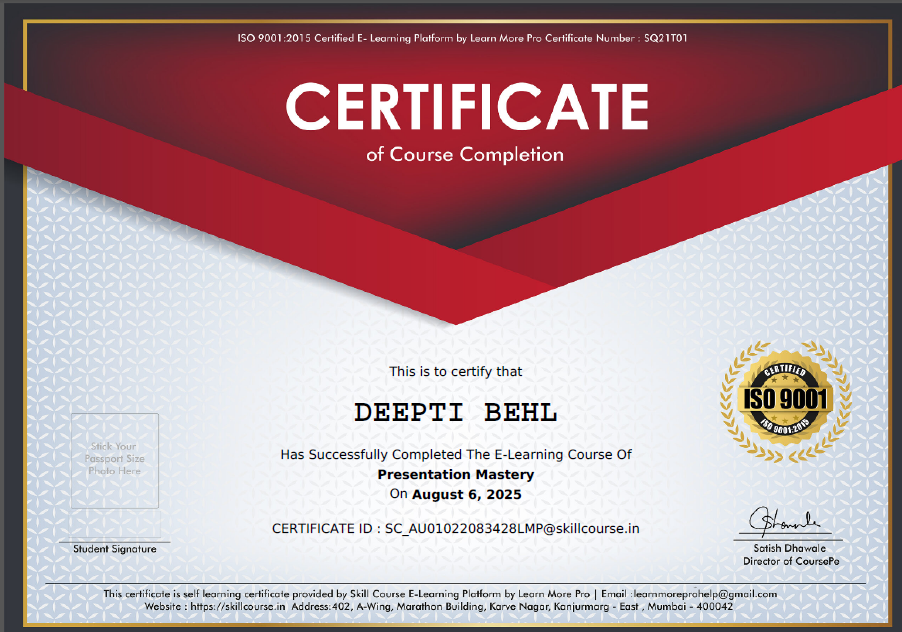 ISO 9001:2015 Certified E- Learning Platform by Learn More Pro Certificate Number : SQ21T01
CERTIFICATE
of Course Completion
This is to certify that
DEEPTI BEHL
Has Successfully Completed The E-Learning Course Of
Presentation Mastery
On August 6, 2025
CERTIFICATE ID : SC_AU01022083428LMP@skillcourse.in
CERTIFIED
ISO 9001
ISO 9001:2015
Stick Your
Passport Size
Photo Here
Student Signature
Satish Dhawale
Director of CoursePe
This certificate is self learning certificate provided by Skill Course E-Learning Platform by Learn More Pro | Email :learnmoreprohelp@gmail.com
Website : https://skillcourse.in Address:402, A-Wing, Marathon Building, Karve Nagar, Kanjurmarg - East , Mumbai - 400042